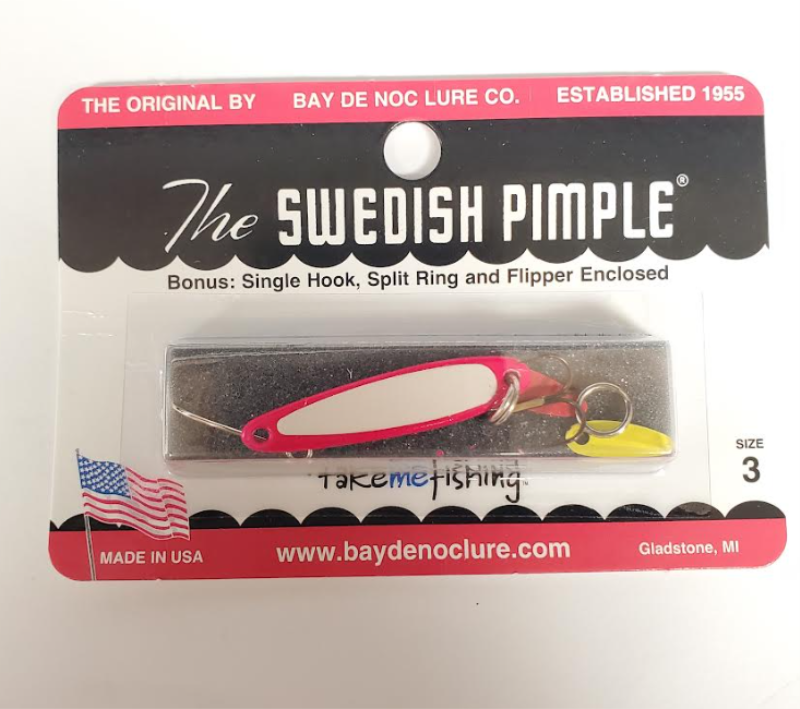 THE ORIGINAL BY BAY DE NOC LURE CO. ESTABLISHED 1955
The SWEDISH PIMPLE®
Bonus: Single Hook, Split Ring and Flipper Enclosed
takemefishing™
SIZE
3
MADE IN USA www.baydenoclure.com Gladstone, MI